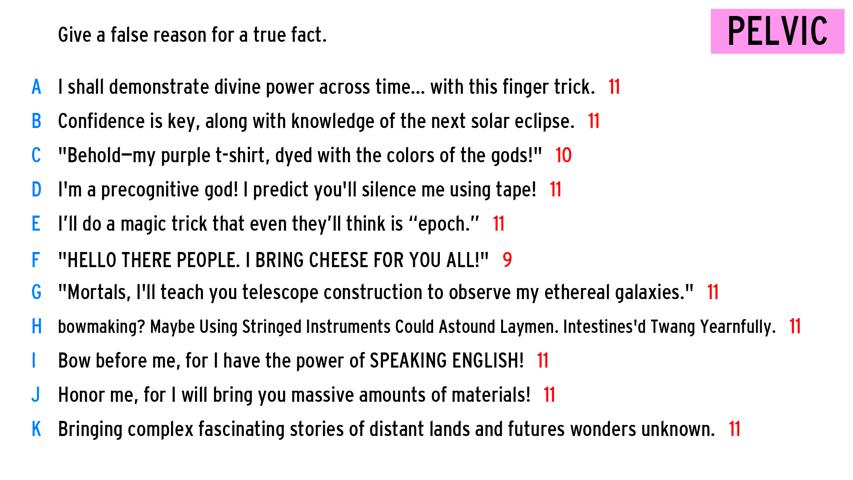 Give a false reason for a true fact.
PELVIC
A I shall demonstrate divine power across time... with this finger trick. 11
B Confidence is key, along with knowledge of the next solar eclipse. 11
C "Behold—my purple t-shirt, dyed with the colors of the gods!" 10
D I'm a precognitive god! I predict you'll silence me using tape! 11
E I’ll do a magic trick that even they’ll think is “epoch.” 11
F "HELLO THERE PEOPLE. I BRING CHEESE FOR YOU ALL!" 9
G "Mortals, I'll teach you telescope construction to observe my ethereal galaxies." 11
H bowmaking? Maybe Using Stringed Instruments Could Astound Laymen. Intestines'd Twang Yearnfully. 11
I Bow before me, for I have the power of SPEAKING ENGLISH! 11
J Honor me, for I will bring you massive amounts of materials! 11
K Bringing complex fascinating stories of distant lands and futures wonders unknown. 11